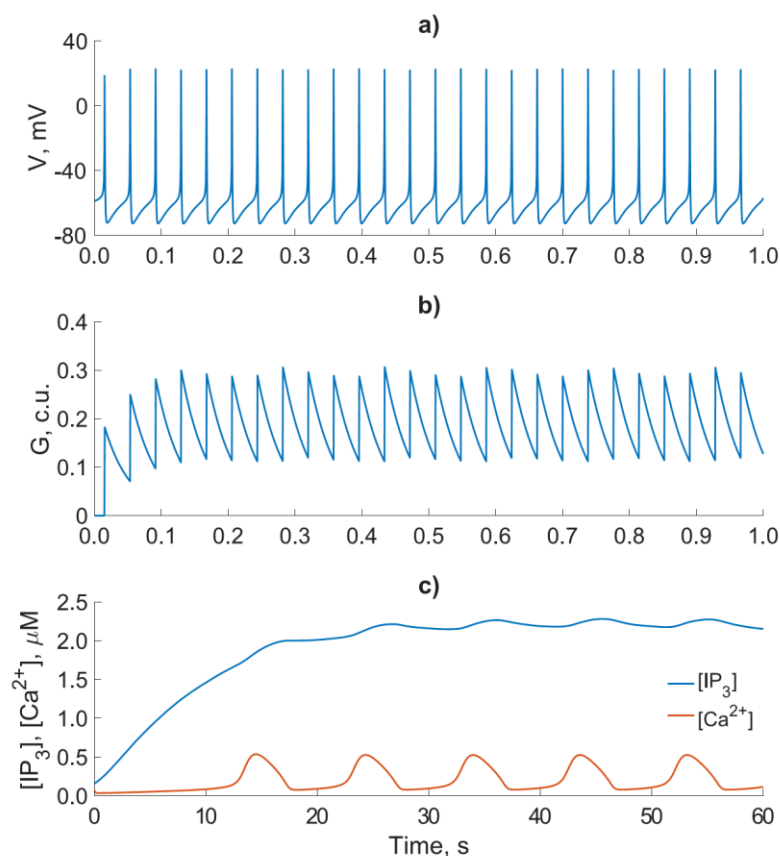 a)
40
0
-40
-80
V, mV
0.0 0.1 0.2 0.3 0.4 0.5 0.6 0.7 0.8 0.9 1.0
b)
0.4
0.3
0.2
0.1
0
G, c.u.
0.0 0.1 0.2 0.3 0.4 0.5 0.6 0.7 0.8 0.9 1.0
c)
2.5
2.0
1.5
1.0
0.5
0.0
[IP3], [Ca2+], μM
[IP3]
[Ca2+]
0 10 20 30 40 50 60
Time, s